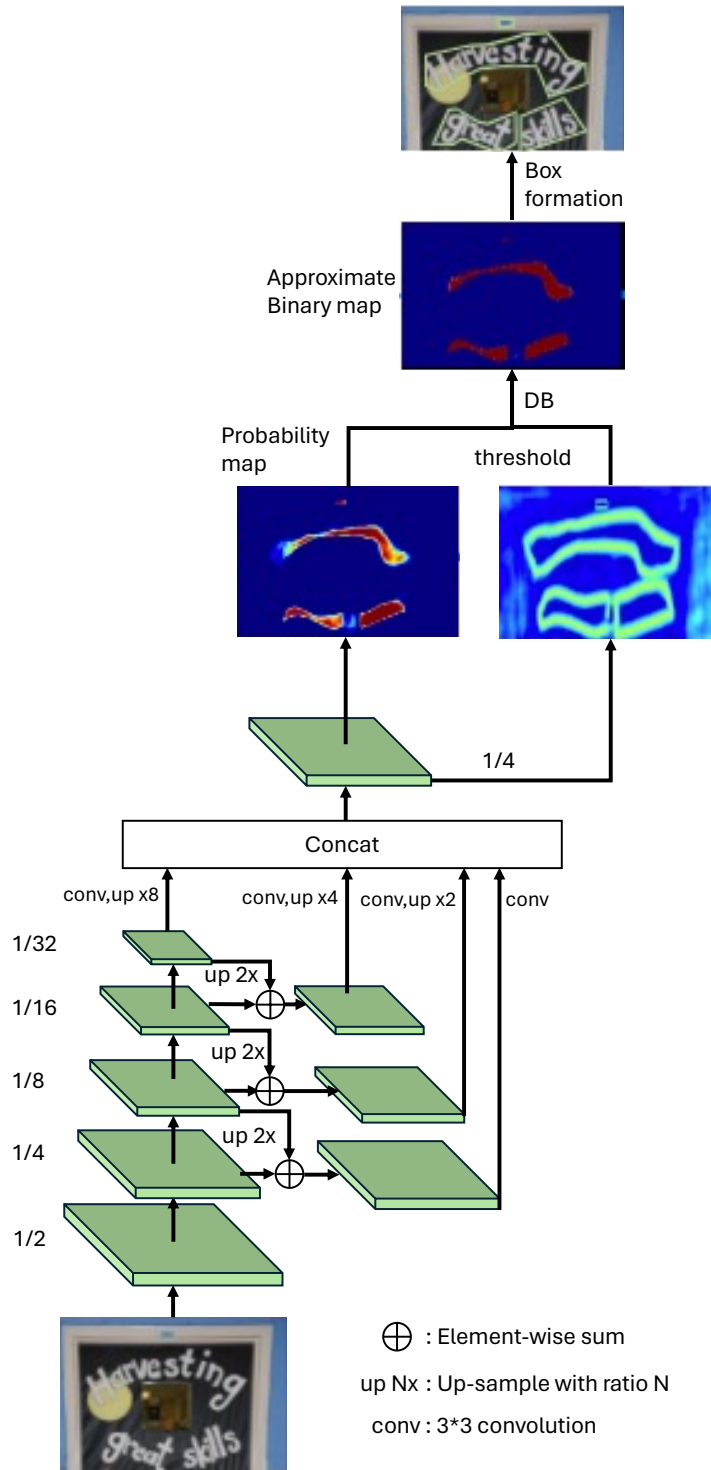 Harvesting
great skills
Box
formation
Approximate
Binary map
DB
Probability
map
threshold
1/4
Concat
conv,up x8
conv,up x4
conv,up x2
conv
1/32
up 2x
1/16
up 2x
1/8
up 2x
1/4
1/2
Harvesting
great skills
: Element-wise sum
up Nx : Up-sample with ratio N
conv : 3*3 convolution